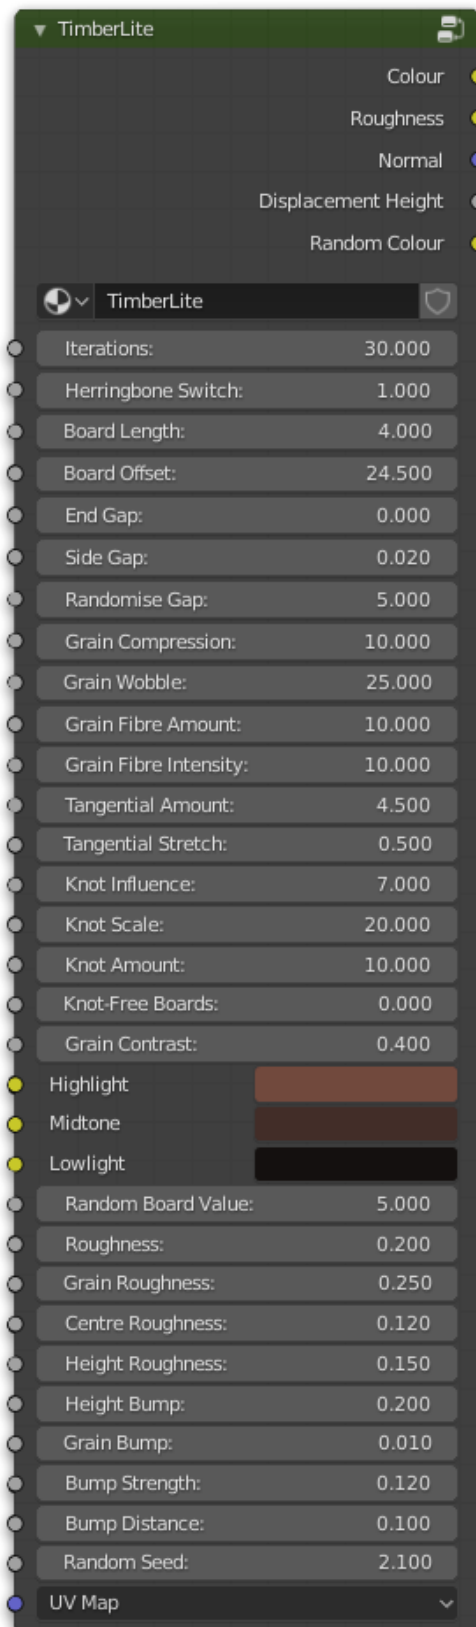 TimberLite
Colour
Roughness
Normal
Displacement Height
Random Colour
TimberLite
Iterations: 30.000
Herringbone Switch: 1.000
Board Length: 4.000
Board Offset: 24.500
End Gap: 0.000
Side Gap: 0.020
Randomise Gap: 5.000
Grain Compression: 10.000
Grain Wobble: 25.000
Grain Fibre Amount: 10.000
Grain Fibre Intensity: 10.000
Tangential Amount: 4.500
Tangential Stretch: 0.500
Knot Influence: 7.000
Knot Scale: 20.000
Knot Amount: 10.000
Knot-Free Boards: 0.000
Grain Contrast: 0.400
Highlight
Midtone
Lowlight
Random Board Value: 5.000
Roughness: 0.200
Grain Roughness: 0.250
Centre Roughness: 0.120
Height Roughness: 0.150
Height Bump: 0.200
Grain Bump: 0.010
Bump Strength: 0.120
Bump Distance: 0.100
Random Seed: 2.100
UV Map